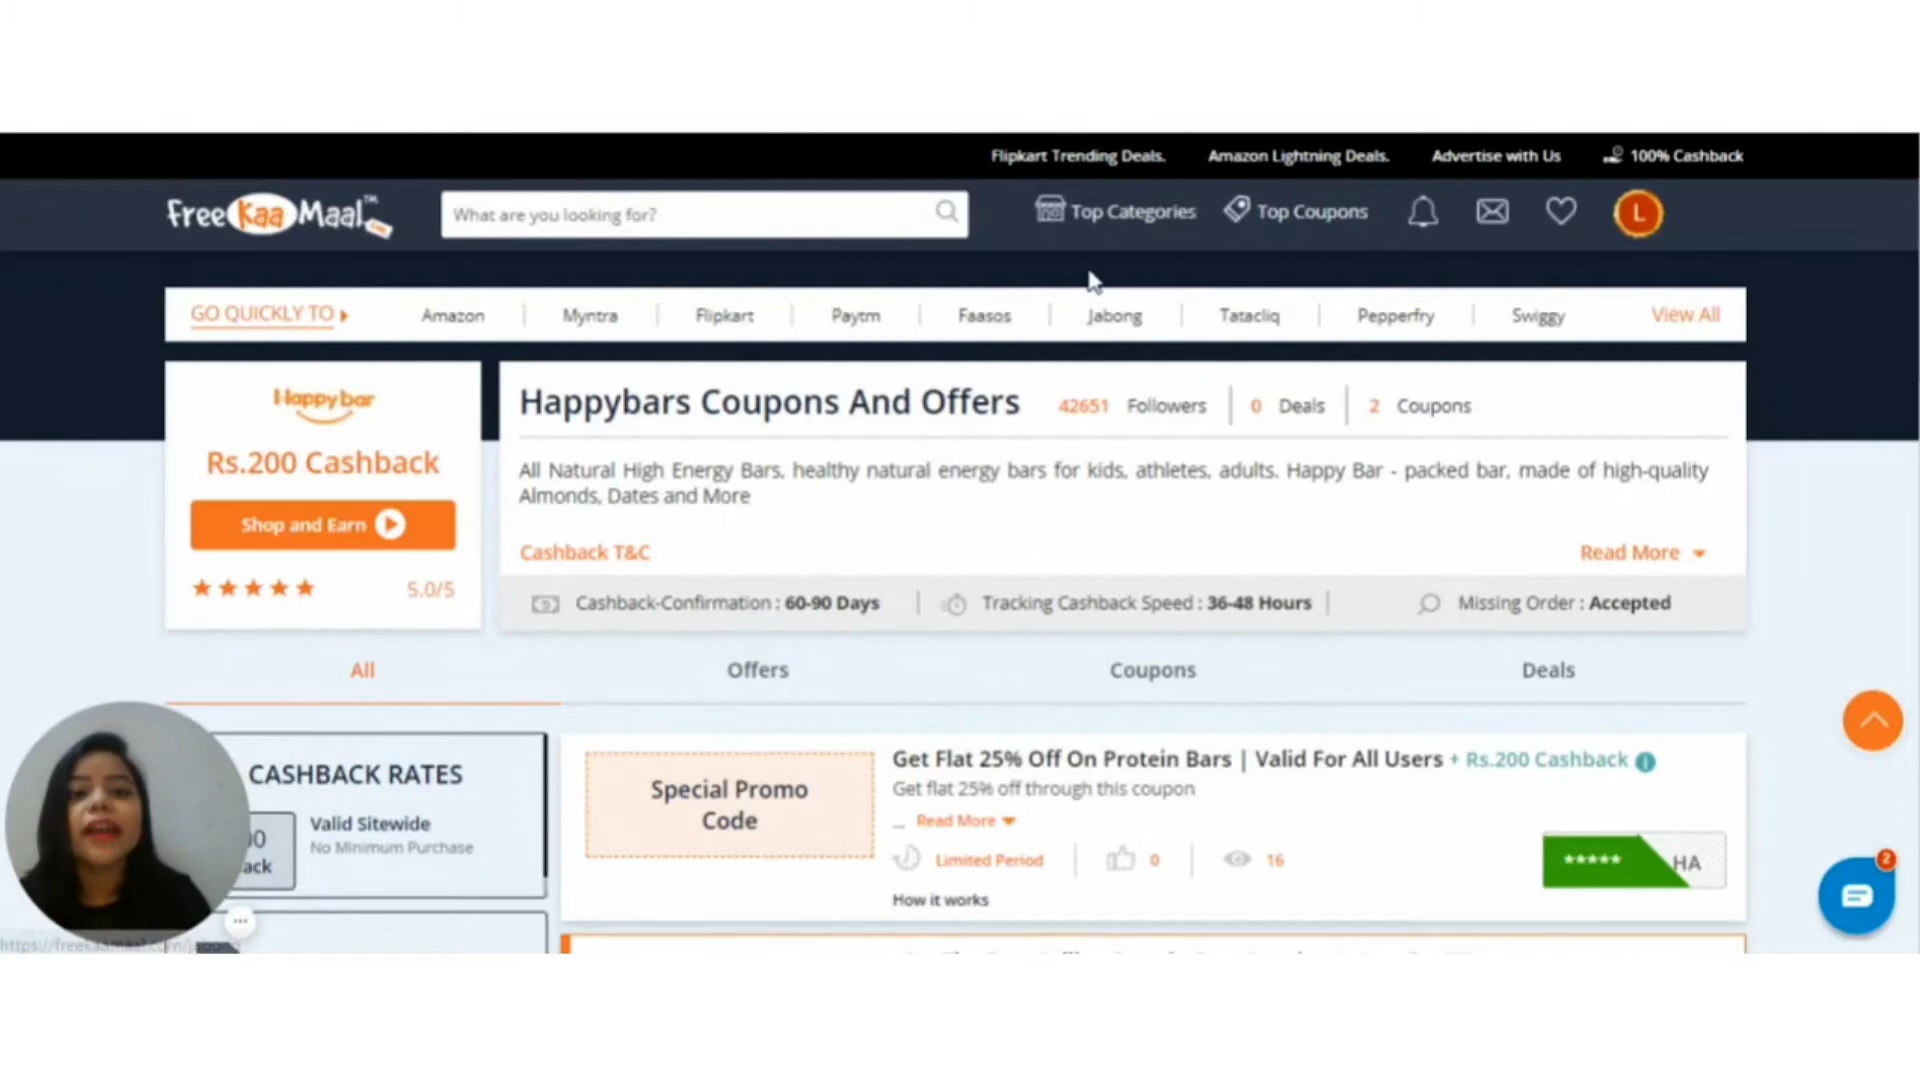 Flipkart Trending Deals. Amazon Lightning Deals. Advertise with Us 100% Cashback
Free Kaa Maal™ What are you looking for? Top Categories Top Coupons L
GO QUICKLY TO Amazon Myntra Flipkart Paytm Faasos Jabong Tatacliq Pepperfry Swiggy View All
Happy bar
Rs.200 Cashback
Shop and Earn
5.0/5
Happybars Coupons And Offers 42651 Followers 0 Deals 2 Coupons
All Natural High Energy Bars, healthy natural energy bars for kids, athletes, adults. Happy Bar - packed bar, made of high-quality
Almonds, Dates and More
Cashback T&C Read More
Cashback-Confirmation : 60-90 Days Tracking Cashback Speed : 36-48 Hours Missing Order : Accepted
All Offers Coupons Deals
CASHBACK RATES
Valid Sitewide
No Minimum Purchase
Special Promo
Code
Get Flat 25% Off On Protein Bars | Valid For All Users + Rs.200 Cashback i
Get flat 25% off through this coupon
... Read More
Limited Period 0 16
***** HA
How it works
2